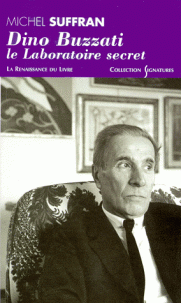 MICHEL SUFFRAN
Dino Buzzati
le Laboratoire secret
LA RENAISSANCE DU LIVRE COLLECTION SIGNATURES